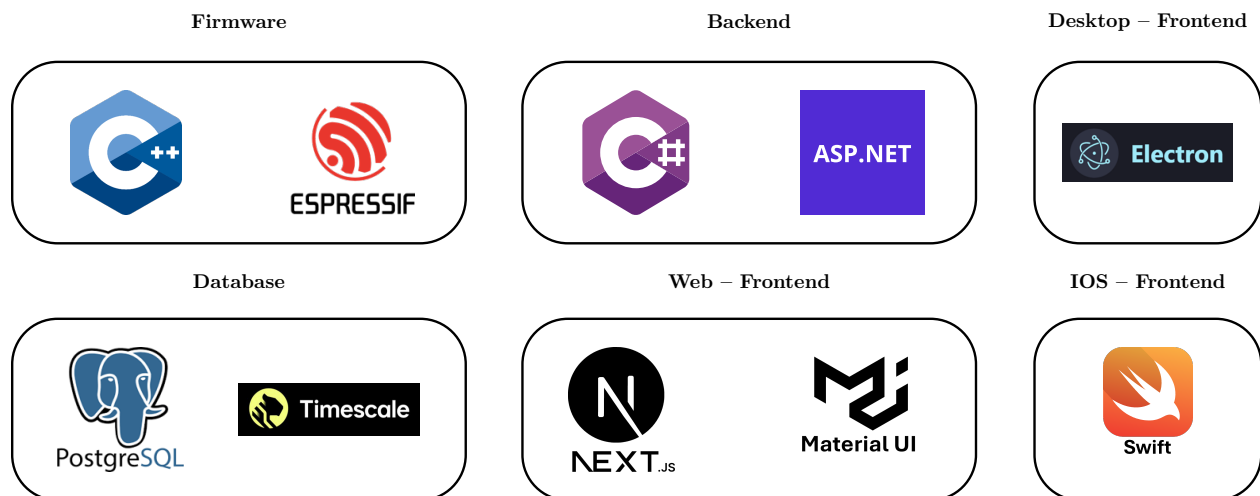 Firmware
Backend
Desktop – Frontend
C++
ESPRESSIF
C#
ASP.NET
Electron
Database
Web – Frontend
IOS – Frontend
PostgreSQL
Timescale
N
NEXT.JS
Material UI
Swift